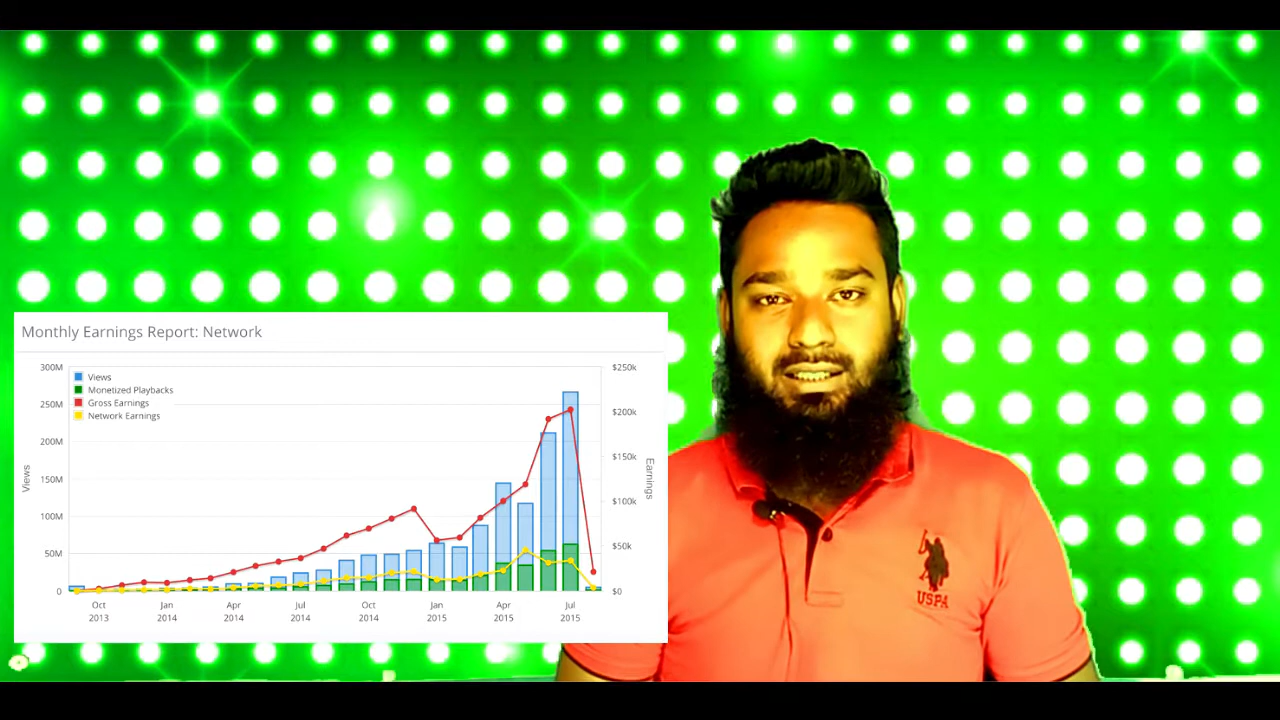 Monthly Earnings Report: Network
300M
250M
200M
150M
100M
50M
0
Views
Views
Monetized Playbacks
Gross Earnings
Network Earnings
$250k
$200k
$150k
$100k
$50k
$0
Earnings
Oct Jan Apr Jul Oct Jan Apr Jul
2013 2014 2014 2014 2014 2015 2015 2015
USPA